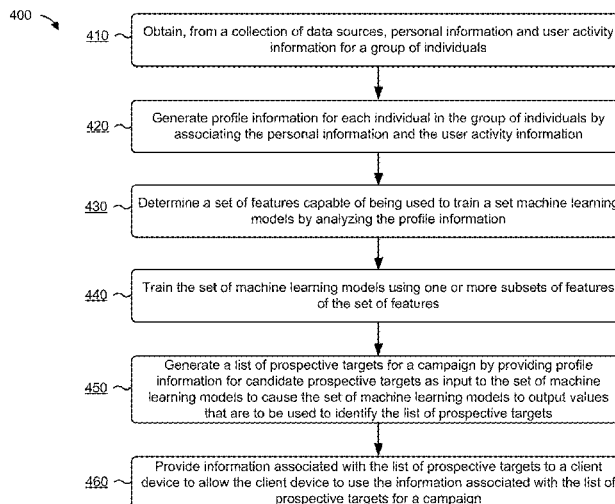 400
410
Obtain, from a collection of data sources, personal information and user activity
information for a group of individuals
420
Generate profile information for each individual in the group of individuals by
associating the personal information and the user activity information
430
Determine a set of features capable of being used to train a set machine learning
models by analyzing the profile information
440
Train the set of machine learning models using one or more subsets of features
of the set of features
450
Generate a list of prospective targets for a campaign by providing profile
information for candidate prospective targets as input to the set of machine
learning models to cause the set of machine learning models to output values
that are to be used to identify the list of prospective targets
460
Provide information associated with the list of prospective targets to a client
device to allow the client device to use the information associated with the list of
prospective targets for a campaign